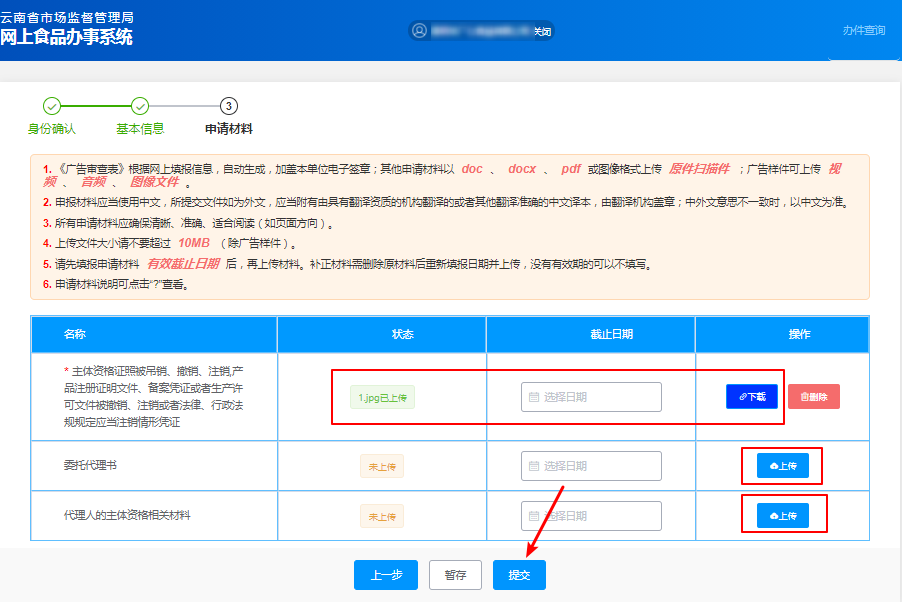 云南省市场监督管理局
网上食品办事系统
关闭
办件查询
3
身份确认
基本信息
申请材料
1. 《广告审查表》根据网上填报信息，自动生成，加盖本单位电子签章；其他申请材料以 doc 、 docx 、 pdf 或图像格式上传 原件扫描件 ；广告样件可上传 视
频 、 音频 、 图像文件 。
2. 申报材料应当使用中文，所提交文件如为外文，应当附有由具有翻译资质的机构翻译的或者其他翻译准确的中文译本，由翻译机构盖章；中外文意思不一致时，以中文为准。
3. 所有申请材料应确保清晰、准确、适合阅读（如页面方向）。
4. 上传文件大小请不要超过 10MB （除广告样件）。
5. 请先填报申请材料 有效截止日期 后，再上传材料。补正材料需删除原材料后重新填报日期并上传，没有有效期的可以不填写。
6. 申请材料说明可点击“?”查看。
名称 状态 截止日期 操作
* 主体资格证照被吊销、撤销、注销,产
品注册证明文件、备案凭证或者生产许
可文件被撤销、注销或者法律、行政法
规规定应当注销情形凭证
1.jpg已上传 选择日期 下载 删除
委托代理书 未上传 选择日期 上传
代理人的主体资格相关材料 未上传 选择日期 上传
上一步 暂存 提交